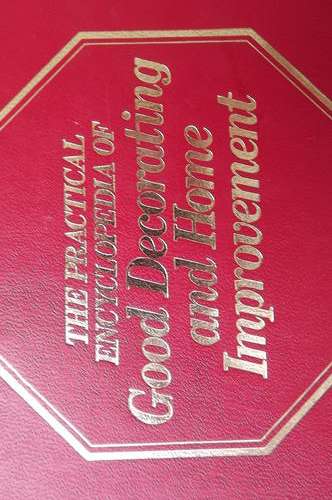 THE PRACTICAL
ENCYCLOPEDIA OF
Good Decorating
and Home
Improvement